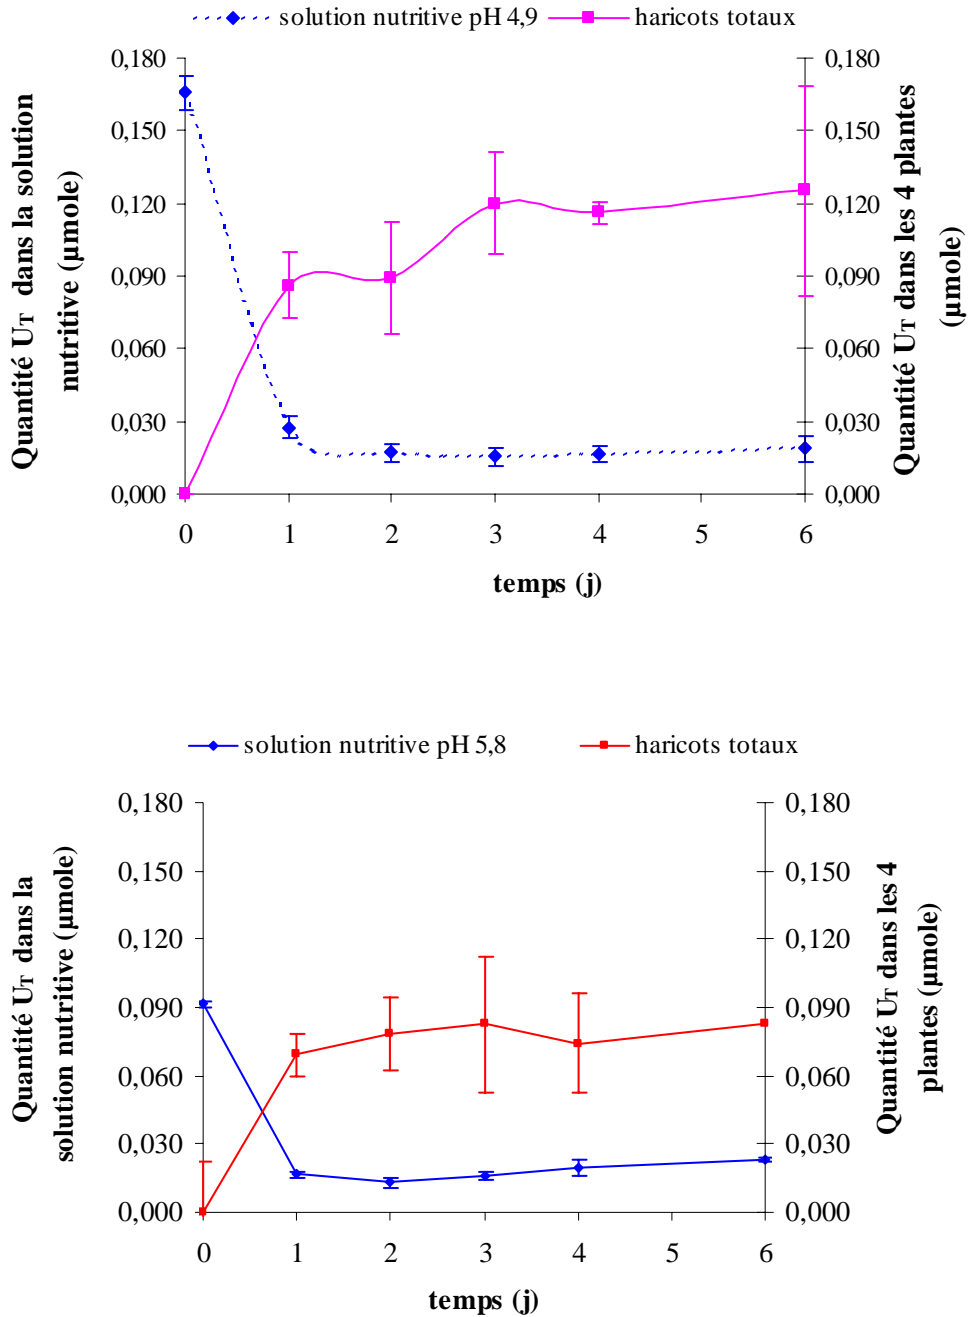 solution nutritive pH 4,9
haricots totaux
0,180
0,150
0,120
0,090
0,060
0,030
0,000
Quantité UT dans la solution
nutritive (µmole)
0,180
0,150
0,120
0,090
0,060
0,030
0,000
Quantité UT dans les 4 plantes
(µmole)
0 1 2 3 4 5 6
temps (j)
solution nutritive pH 5,8
haricots totaux
0,180
0,150
0,120
0,090
0,060
0,030
0,000
Quantité UT dans la
solution nutritive (µmole)
0,180
0,150
0,120
0,090
0,060
0,030
0,000
Quantité UT dans les 4
plantes (µmole)
0 1 2 3 4 5 6
temps (j)